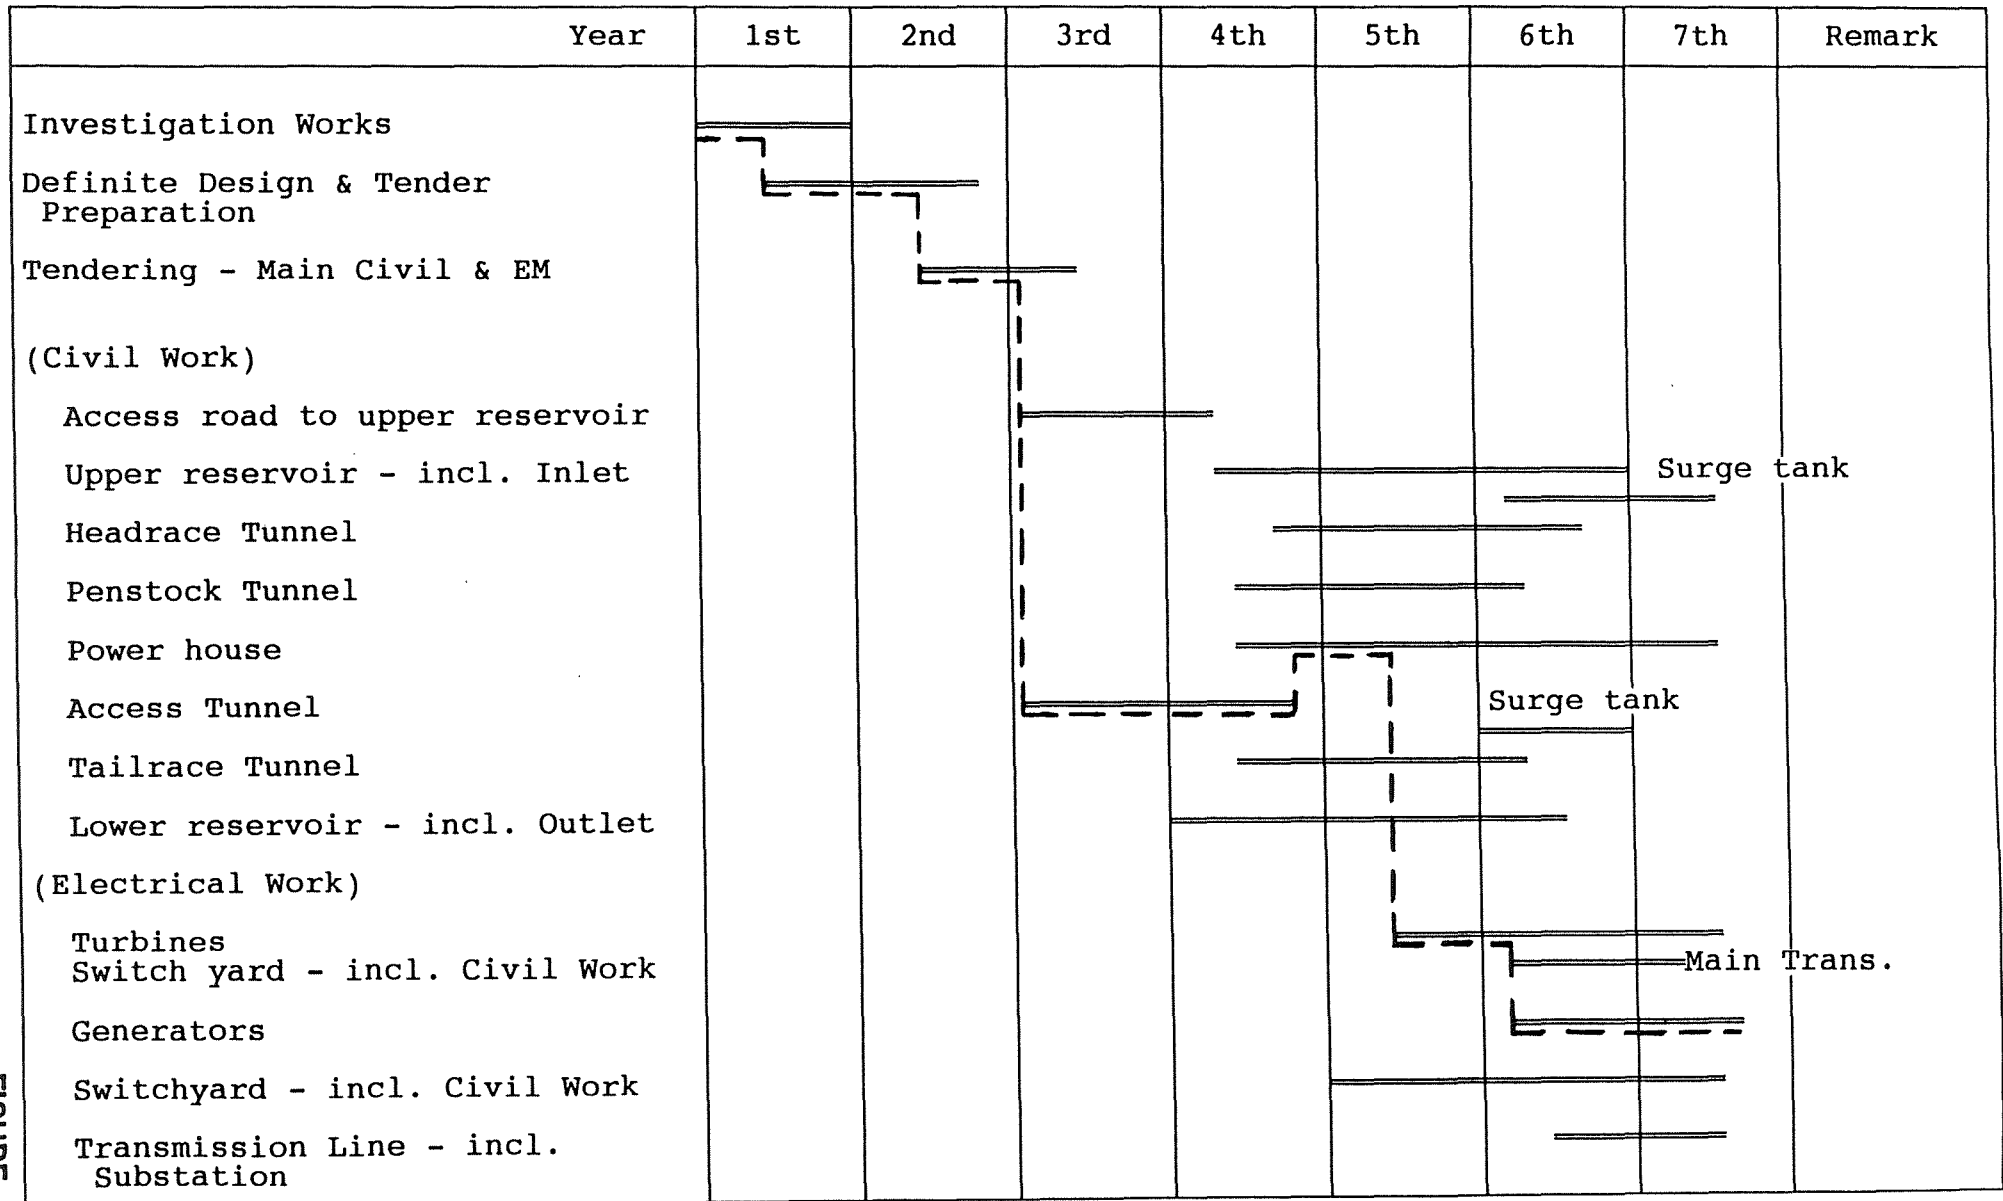 Year 1st 2nd 3rd 4th 5th 6th 7th Remark
Investigation Works
Definite Design & Tender
Preparation
Tendering - Main Civil & EM
(Civil Work)
Access road to upper reservoir
Upper reservoir - incl. Inlet Surge tank
Headrace Tunnel
Penstock Tunnel
Power house
Access Tunnel Surge tank
Tailrace Tunnel
Lower reservoir - incl. Outlet
(Electrical Work)
Turbines
Switch yard - incl. Civil Work Main Trans.
Generators
Switchyard - incl. Civil Work
Transmission Line - incl.
Substation